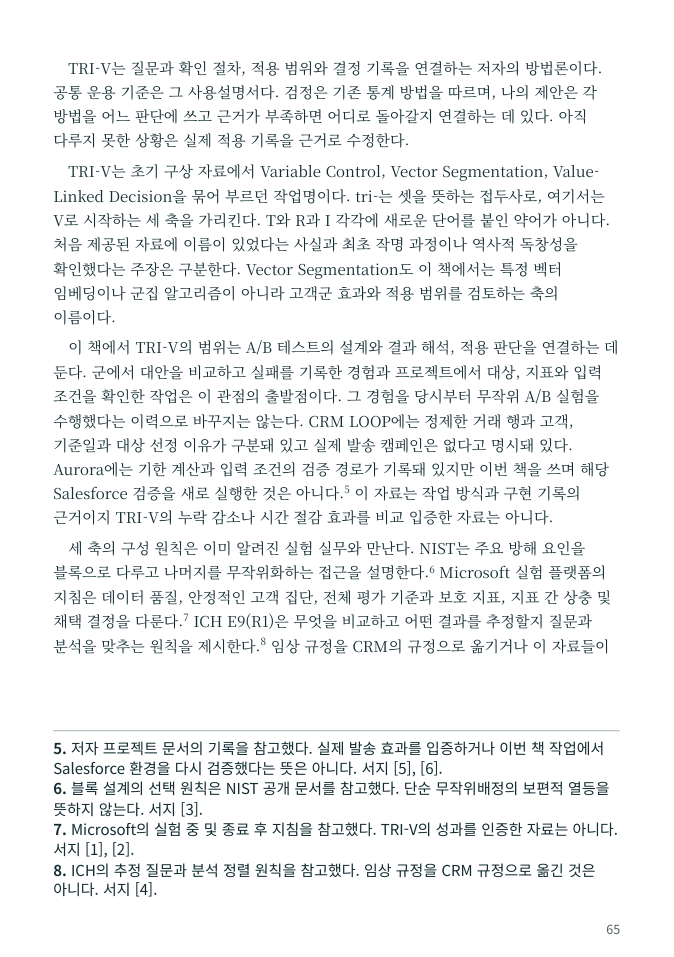 TRI-V는 질문과 확인 절차, 적용 범위와 결정 기록을 연결하는 저자의 방법론이다.
공통 운용 기준은 그 사용설명서다. 검정은 기존 통계 방법을 따르며, 나의 제안은 각
방법을 어느 판단에 쓰고 근거가 부족하면 어디로 돌아갈지 연결하는 데 있다. 아직
다루지 못한 상황은 실제 적용 기록을 근거로 수정한다.
TRI-V는 초기 구상 자료에서 Variable Control, Vector Segmentation, Value-
Linked Decision을 묶어 부르던 작업명이다. tri-는 셋을 뜻하는 접두사로, 여기서는
V로 시작하는 세 축을 가리킨다. T와 R과 I 각각에 새로운 단어를 붙인 약어가 아니다.
처음 제공된 자료에 이름이 있었다는 사실과 최초 작명 과정이나 역사적 독창성을
확인했다는 주장은 구분한다. Vector Segmentation도 이 책에서는 특정 벡터
임베딩이나 군집 알고리즘이 아니라 고객군 효과와 적용 범위를 검토하는 축의
이름이다.
이 책에서 TRI-V의 범위는 A/B 테스트의 설계와 결과 해석, 적용 판단을 연결하는 데
둔다. 군에서 대안을 비교하고 실패를 기록한 경험과 프로젝트에서 대상, 지표와 입력
조건을 확인한 작업은 이 관점의 출발점이다. 그 경험을 당시부터 무작위 A/B 실험을
수행했다는 이력으로 바꾸지는 않는다. CRM LOOP에는 정제한 거래 행과 고객,
기준일과 대상 선정 이유가 구분돼 있고 실제 발송 캠페인은 없다고 명시돼 있다.
Aurora에는 기한 계산과 입력 조건의 검증 경로가 기록돼 있지만 이번 책을 쓰며 해당
Salesforce 검증을 새로 실행한 것은 아니다.5 이 자료는 작업 방식과 구현 기록의
근거이지 TRI-V의 누락 감소나 시간 절감 효과를 비교 입증한 자료는 아니다.
세 축의 구성 원칙은 이미 알려진 실험 실무와 만난다. NIST는 주요 방해 요인을
블록으로 다루고 나머지를 무작위화하는 접근을 설명한다.6 Microsoft 실험 플랫폼의
지침은 데이터 품질, 안정적인 고객 집단, 전체 평가 기준과 보호 지표, 지표 간 상충 및
채택 결정을 다룬다.7 ICH E9(R1)은 무엇을 비교하고 어떤 결과를 추정할지 질문과
분석을 맞추는 원칙을 제시한다.8 임상 규정을 CRM의 규정으로 옮기거나 이 자료들이
5. 저자 프로젝트 문서의 기록을 참고했다. 실제 발송 효과를 입증하거나 이번 책 작업에서
Salesforce 환경을 다시 검증했다는 뜻은 아니다. 서지 [5], [6].
6. 블록 설계의 선택 원칙은 NIST 공개 문서를 참고했다. 단순 무작위배정의 보편적 열등을
뜻하지 않는다. 서지 [3].
7. Microsoft의 실험 중 및 종료 후 지침을 참고했다. TRI-V의 성과를 인증한 자료는 아니다.
서지 [1], [2].
8. ICH의 추정 질문과 분석 정렬 원칙을 참고했다. 임상 규정을 CRM 규정으로 옮긴 것은
아니다. 서지 [4].
65